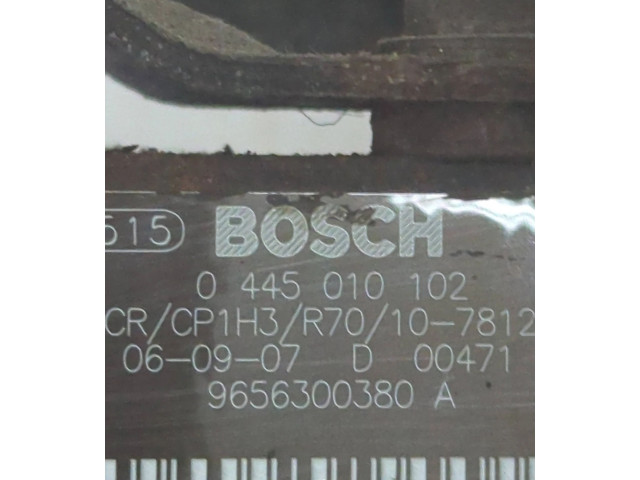 515 BOSCH
0 445 010 102
CR/CP1H3/R70/10-7812
06-09-07 D 00471
9656300380 A